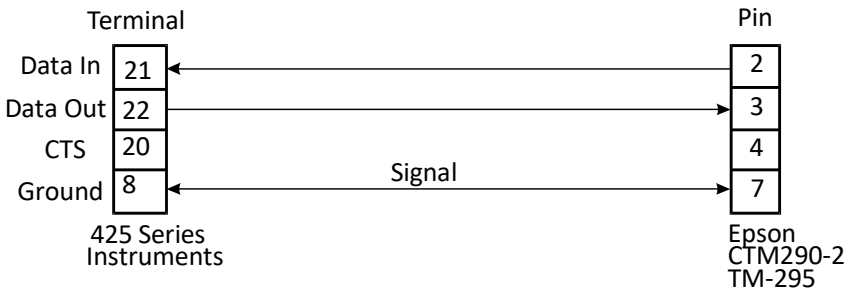 Terminal Pin
Data In 21 2
Data Out 22 3
CTS 20 4
Ground 8 Signal 7
425 Series
Instruments
Epson
CTM290-2
TM-295